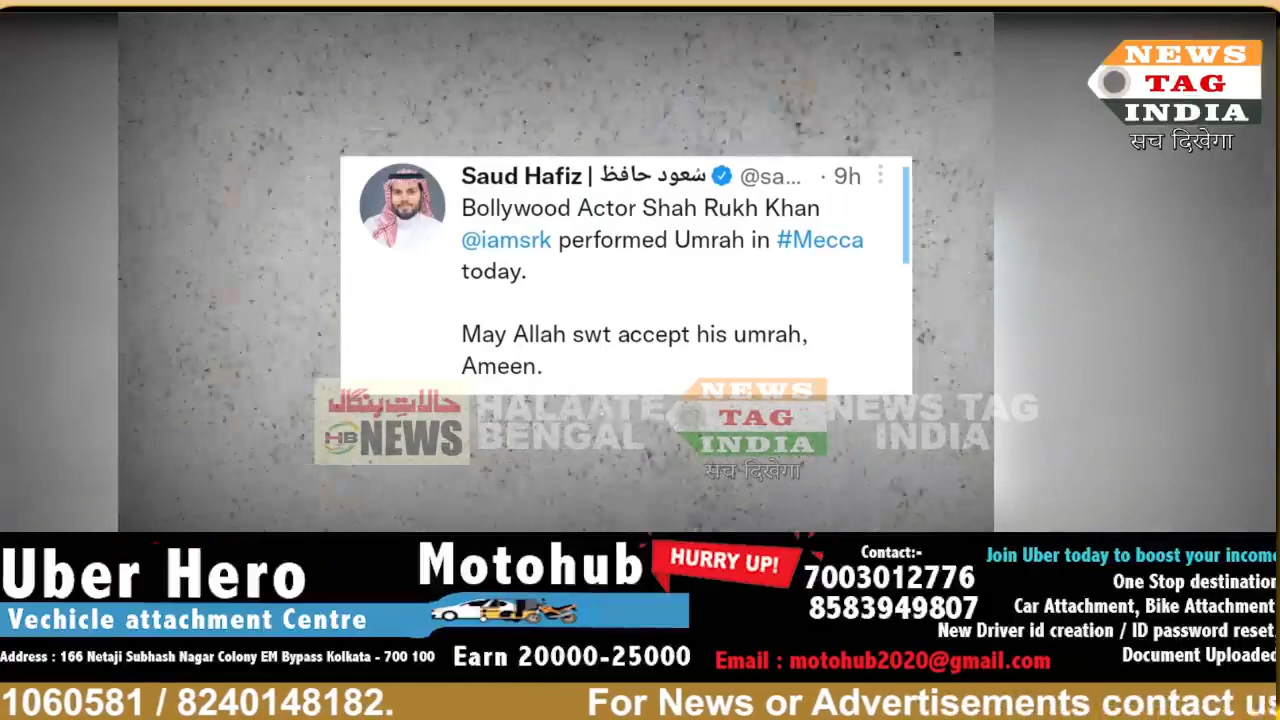 NEWS
TAG
INDIA
सच दिखेगा
Saud Hafiz | سعود حافظ @sa... · 9h
Bollywood Actor Shah Rukh Khan
@iamsrk performed Umrah in #Mecca
today.
May Allah swt accept his umrah,
Ameen.
حالاتِ بنگال
HB NEWS
HALAATE
BENGAL
NEWS
TAG
INDIA
सच दिखेगा
NEWS TAG
INDIA
Uber Hero
Vechicle attachment Centre
Address : 166 Netaji Subhash Nagar Colony EM Bypass Kolkata - 700 100
Motohub
HURRY UP!
Earn 20000-25000
Contact:-
7003012776
8583949807
Email : motohub2020@gmail.com
Join Uber today to boost your income
One Stop destination
Car Attachment, Bike Attachment
New Driver id creation / ID password reset
Document Uploaded
1060581 / 8240148182. For News or Advertisements contact us